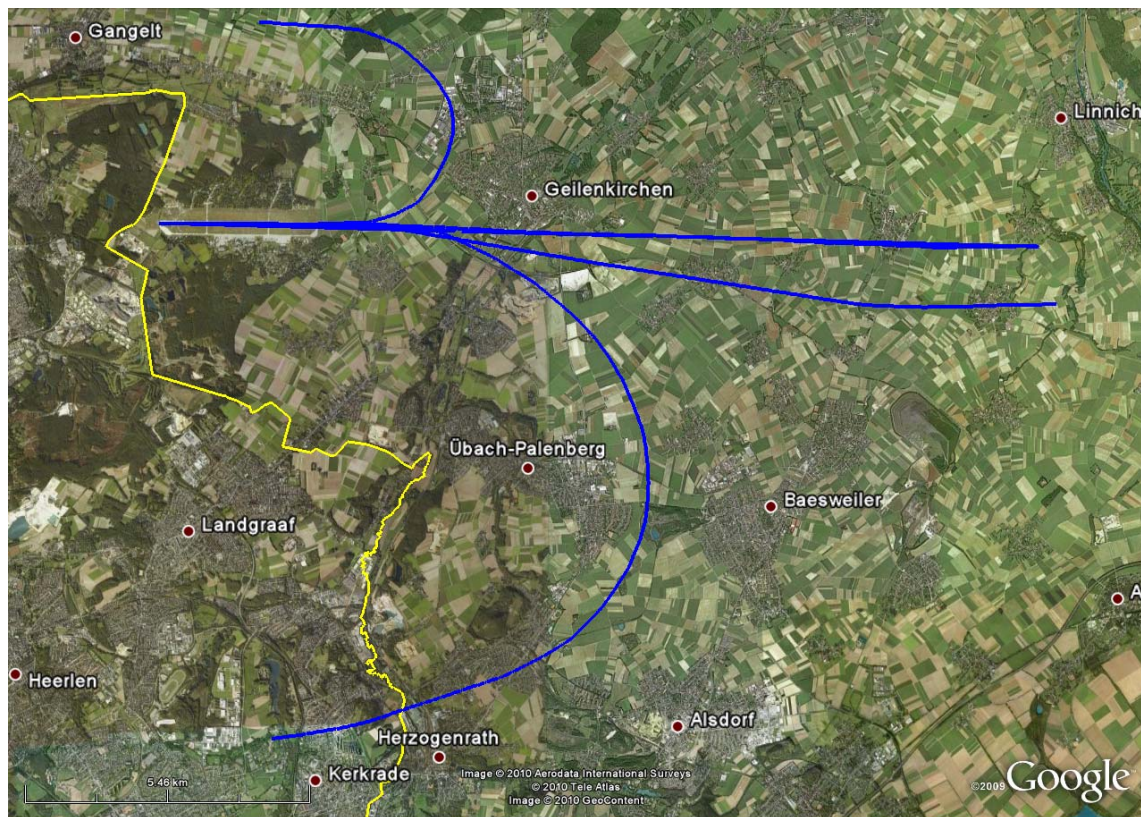 Gangelt
Linnich
Geilenkirchen
Übach-Palenberg
Baesweiler
Landgraaf
A
Heerlen
Alsdorf
Herzogenrath
Kerkrade
5.46 km
Image © 2010 Aerodata International Surveys
© 2010 Tele Atlas
Image © 2010 GeoContent
©2009 Google